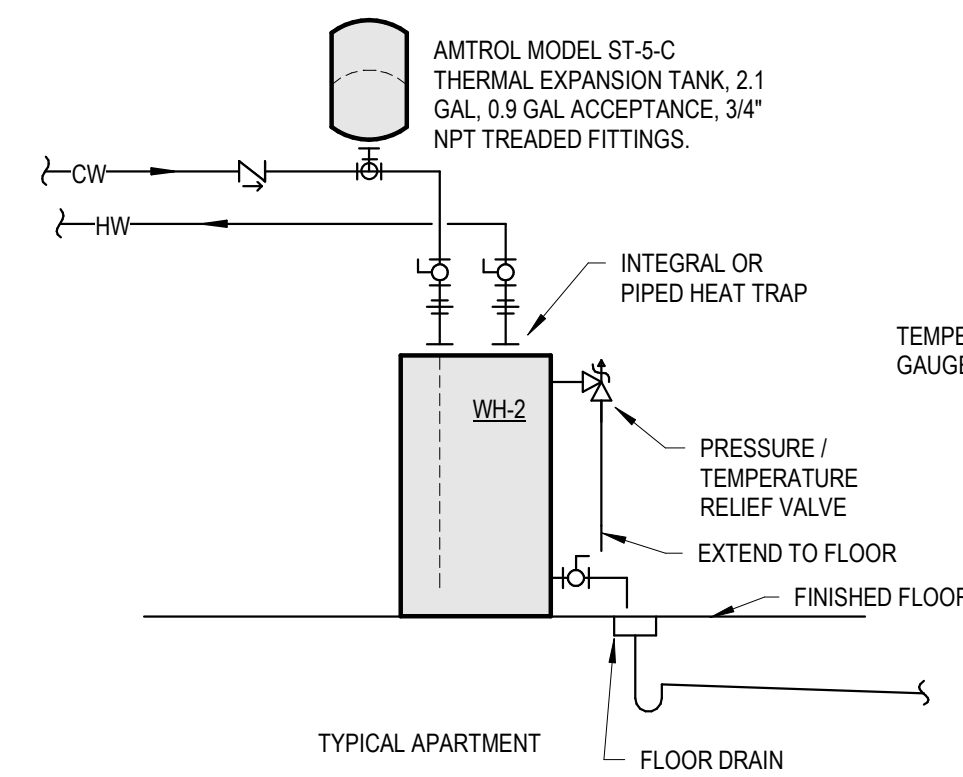 AMTROL MODEL ST-5-C
THERMAL EXPANSION TANK, 2.1
GAL, 0.9 GAL ACCEPTANCE, 3/4"
NPT TREADED FITTINGS.
CW
HW
INTEGRAL OR
PIPED HEAT TRAP
TEMPE
GAUGE
WH-2
PRESSURE /
TEMPERATURE
RELIEF VALVE
EXTEND TO FLOOR
FINISHED FLOOR
TYPICAL APARTMENT
FLOOR DRAIN